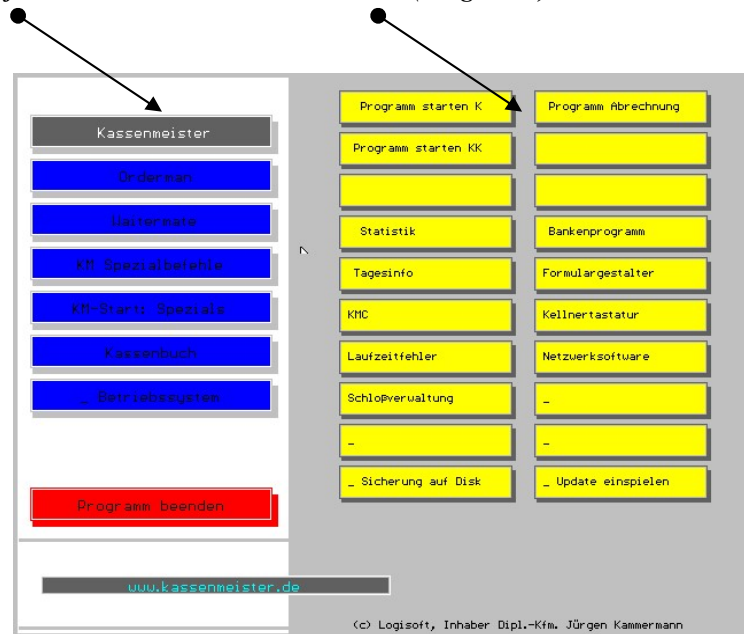 Kassenmeister
Orderman
Waitermate
KM Spezialbefehle
KM-Start: Spezials
Kassenbuch
_ Betriebssystem
Programm beenden
www.kassenmeister.de
Programm starten K
Programm Abrechnung
Programm starten KK
Statistik
Bankenprogramm
Tagesinfo
Formulargestalter
KMC
Kellnertastatur
Laufzeitfehler
Netzwerksoftware
Schloßverwaltung
_
_
_
_ Sicherung auf Disk
_ Update einspielen
(c) Logisoft, Inhaber Dipl.-Kfm. Jürgen Kammermann